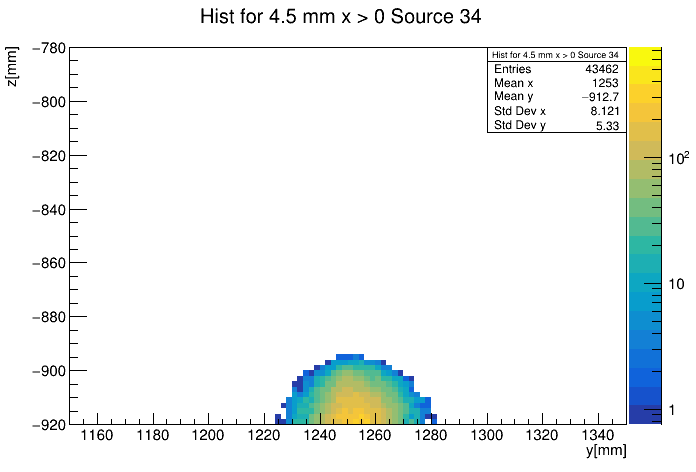 Hist for 4.5 mm x > 0 Source 34
z[mm]
−780
−800
−820
−840
−860
−880
−900
−920
Hist for 4.5 mm x > 0 Source 34
Entries 43462
Mean x 1253
Mean y −912.7
Std Dev x 8.121
Std Dev y 5.33
10²
10
1
1160 1180 1200 1220 1240 1260 1280 1300 1320 1340
y[mm]